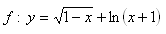 f : y = √(1−x) + ln(x+1)